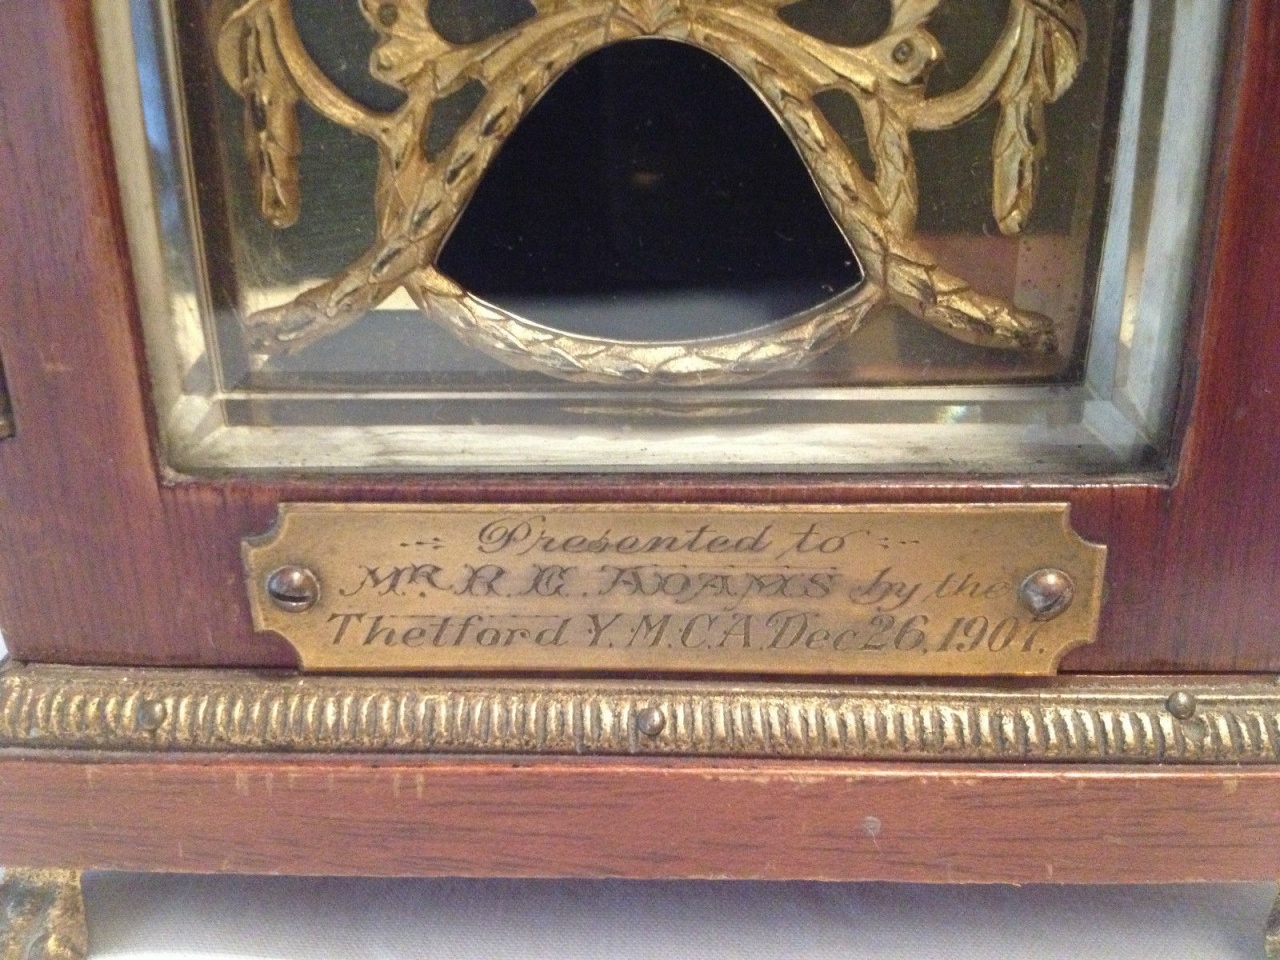 Presented to
Mr. R. E. ADAMS by the
Thetford Y.M.C.A. Dec 26, 1907.